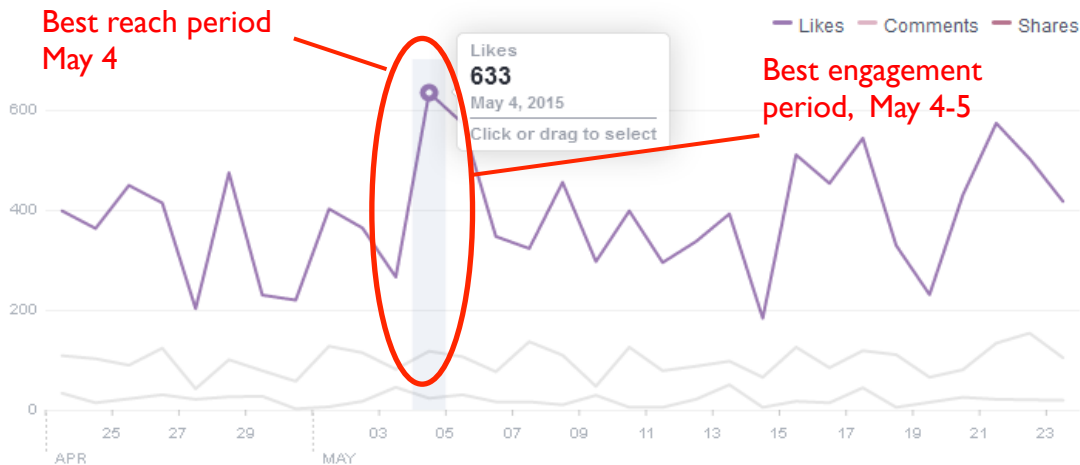 Best reach period
May 4
Likes Comments Shares
Likes
633
May 4, 2015
Click or drag to select
Best engagement
period, May 4-5
600
400
200
0
25 27 29 03 05 07 09 11 13 15 17 19 21 23
APR MAY